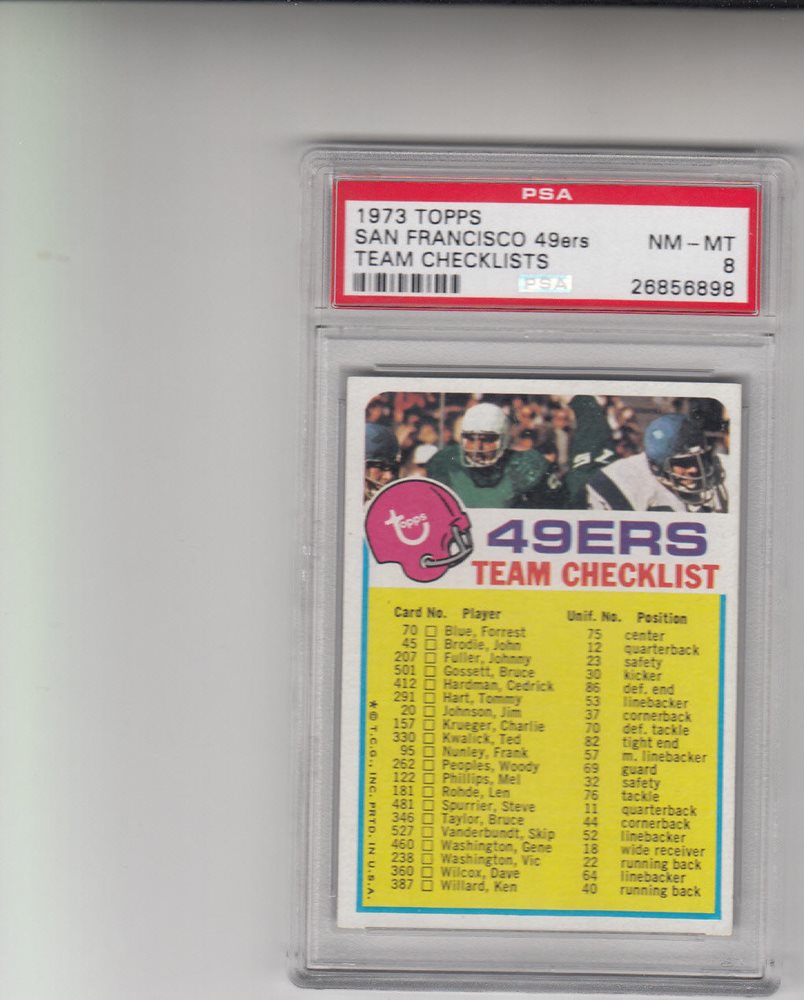 PSA
1973 TOPPS
SAN FRANCISCO 49ers NM-MT
TEAM CHECKLISTS 8
PSA 26856898
51
topps
49ERS
TEAM CHECKLIST
Card No. Player Unif. No. Position
70 Blue, Forrest 75 center
45 Brodie, John 12 quarterback
207 Fuller, Johnny 23 safety
501 Gossett, Bruce 30 kicker
412 Hardman, Cedrick 86 def. end
291 Hart, Tommy 53 linebacker
20 Johnson, Jim 37 cornerback
157 Krueger, Charlie 70 def. tackle
330 Kwalick, Ted 82 tight end
95 Nunley, Frank 57 m. linebacker
262 Peoples, Woody 69 guard
122 Phillips, Mel 32 safety
181 Rohde, Len 76 tackle
481 Spurrier, Steve 11 quarterback
346 Taylor, Bruce 44 cornerback
527 Vanderbundt, Skip 52 linebacker
460 Washington, Gene 18 wide receiver
238 Washington, Vic 22 running back
360 Wilcox, Dave 64 linebacker
387 Willard, Ken 40 running back
* © T.C.G., INC. PRTD. IN U.S.A.